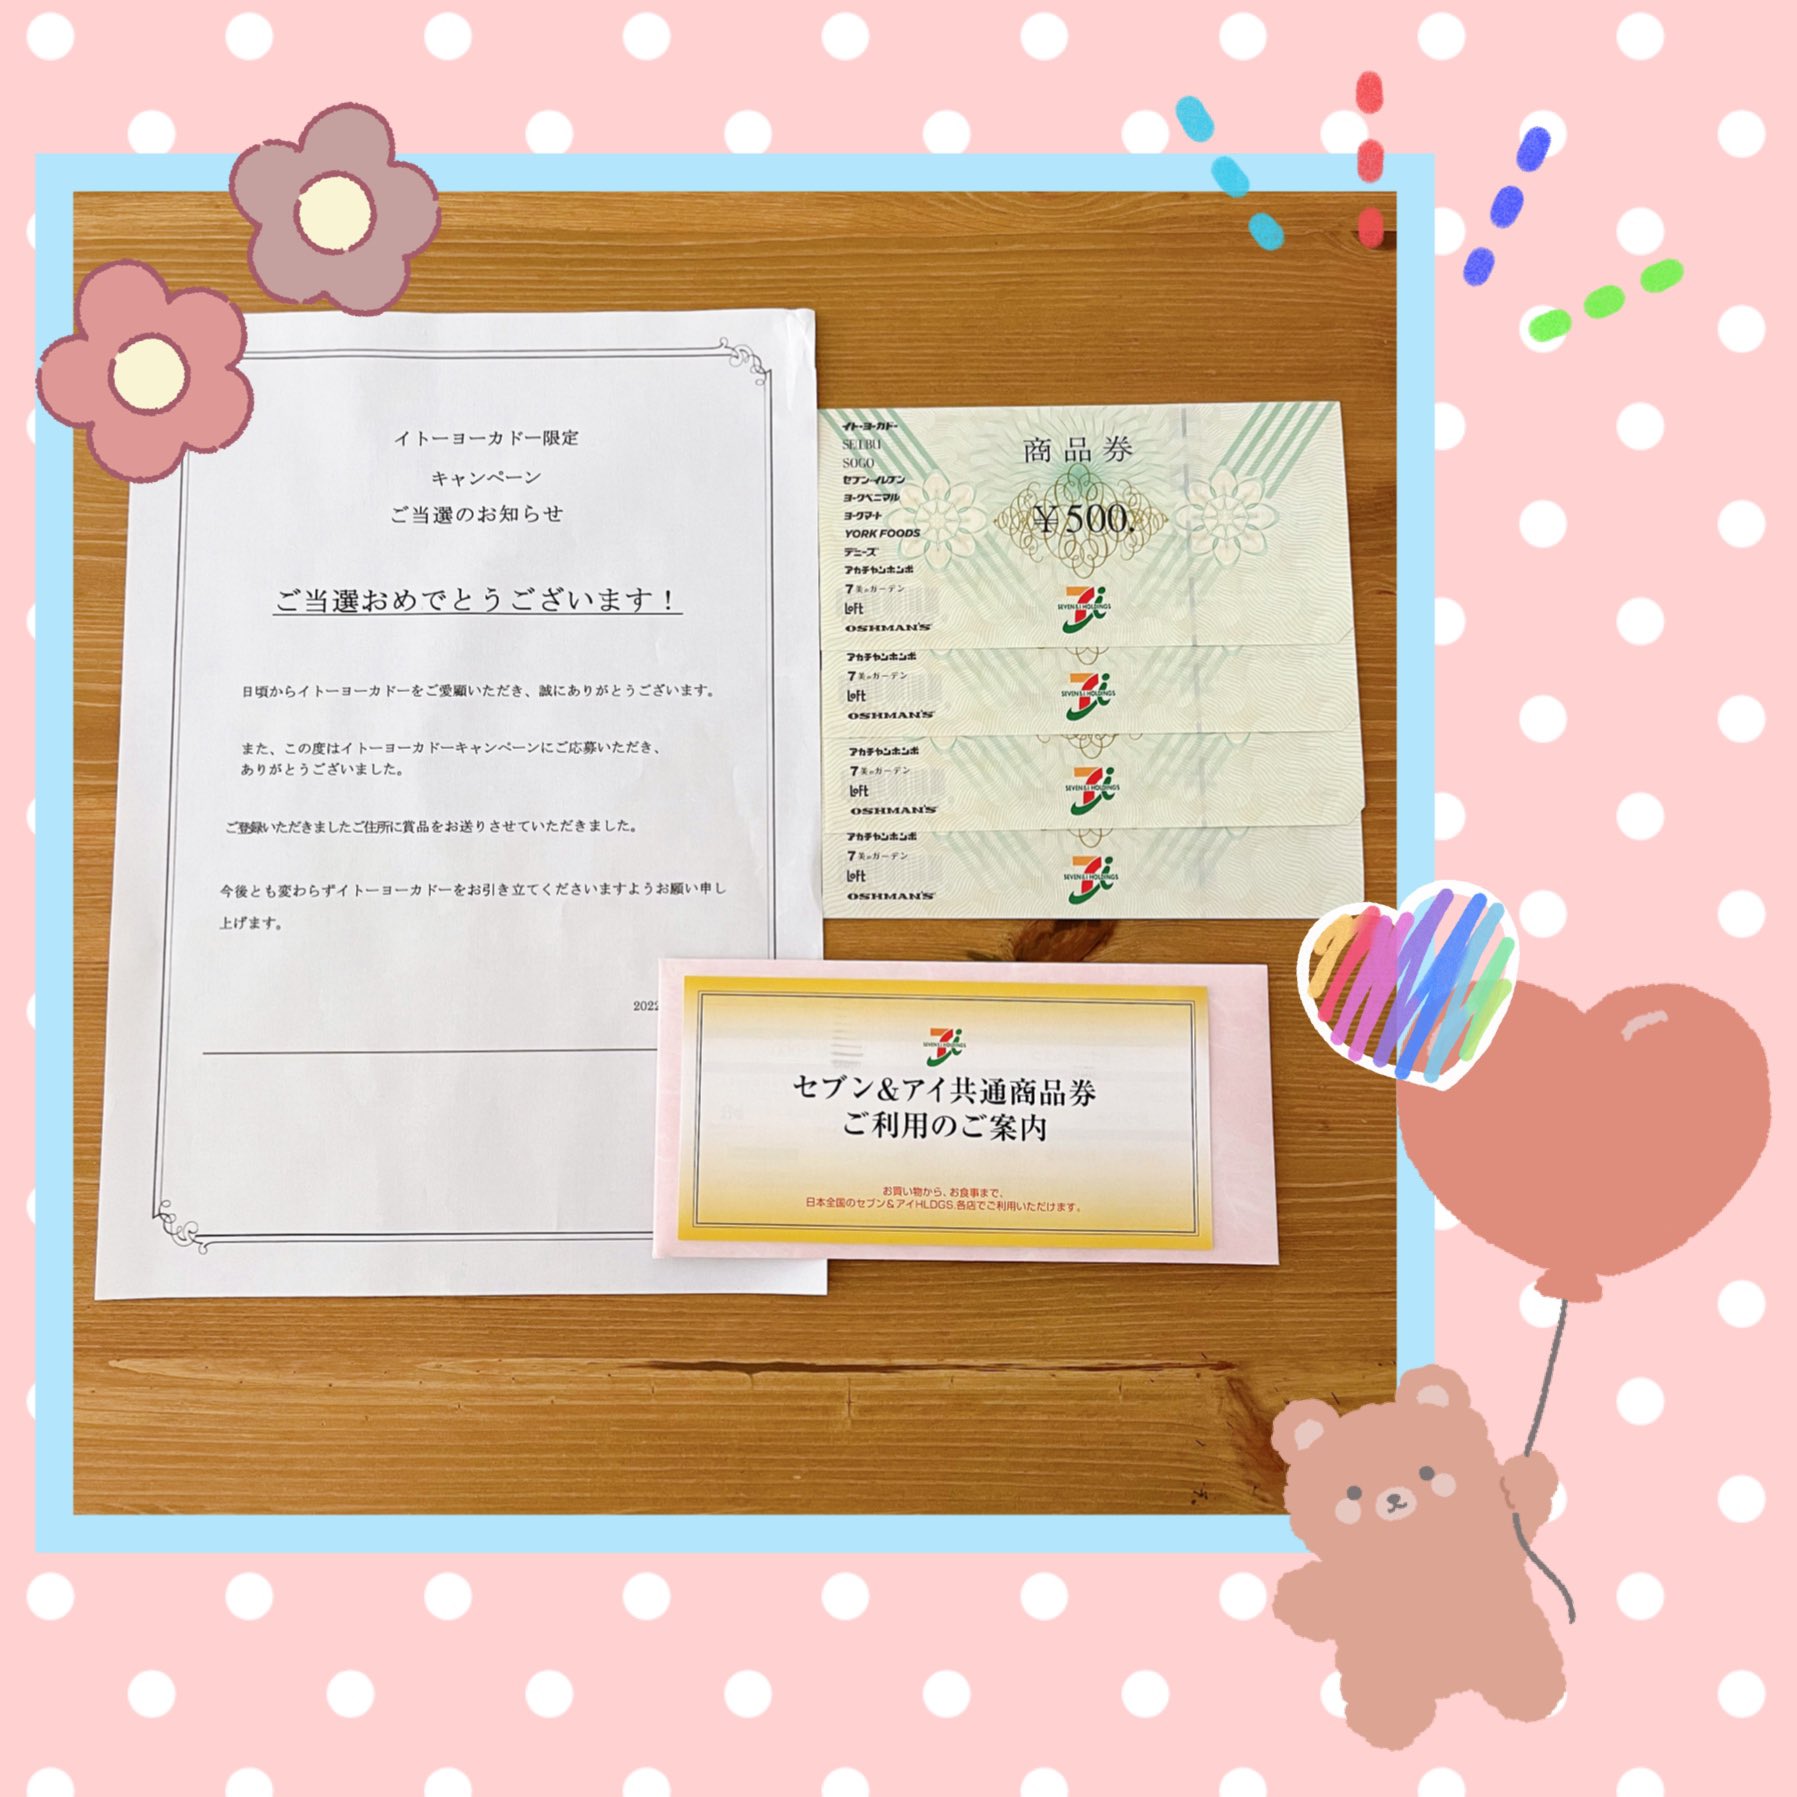 イトーヨーカドー限定
キャンペーン
ご当選のお知らせ
ご当選おめでとうございます！
日頃からイトーヨーカドーをご愛顧いただき、誠にありがとうございます。
また、この度はイトーヨーカドーキャンペーンにご応募いただき、
ありがとうございました。
ご登録いただきましたご住所に賞品をお送りさせていただきました。
今後とも変わらずイトーヨーカドーをお引き立てくださいますようお願い申し
上げます。
2022
イトーヨーカドー
SEIBU
SOGO
セブン-イレブン
ヨークベニマル
ヨークマート
YORK FOODS
デニーズ
アカチャンホンポ
7美のガーデン
Loft
OSHMAN'S
商品券
￥500.
SEVEN & i HOLDINGS
アカチャンホンポ
7美のガーデン
Loft
OSHMAN'S
SEVEN & i HOLDINGS
アカチャンホンポ
7美のガーデン
Loft
OSHMAN'S
SEVEN & i HOLDINGS
アカチャンホンポ
7美のガーデン
Loft
OSHMAN'S
SEVEN & i HOLDINGS
SEVEN & i HOLDINGS
セブン&アイ共通商品券
ご利用のご案内
お買い物から、お食事まで、
日本全国のセブン&アイHLDGS.各店でご利用いただけます。